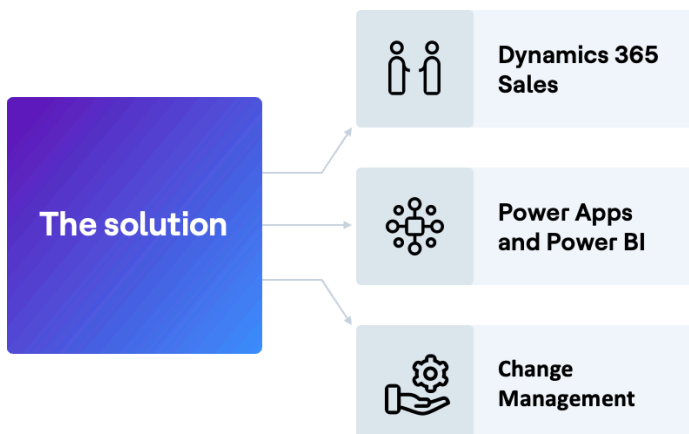 The solution
Dynamics 365
Sales
Power Apps
and Power BI
Change
Management